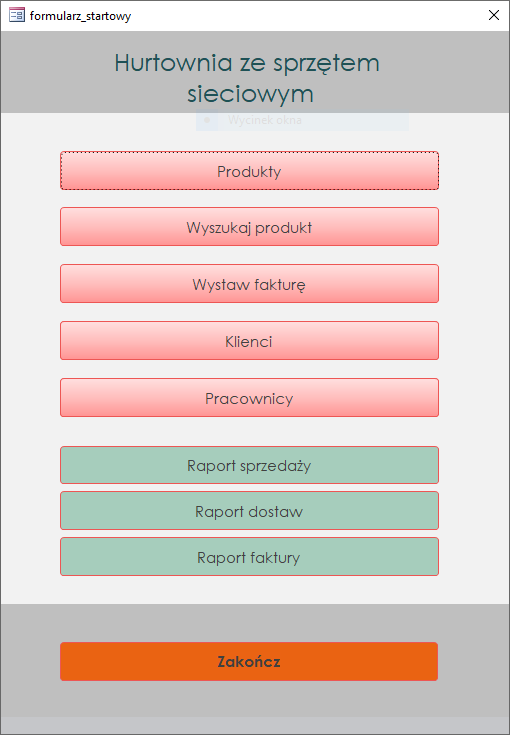 formularz_startowy
Hurtownia ze sprzętem
sieciowym
Wycinek okna
Produkty
Wyszukaj produkt
Wystaw fakturę
Klienci
Pracownicy
Raport sprzedaży
Raport dostaw
Raport faktury
Zakończ